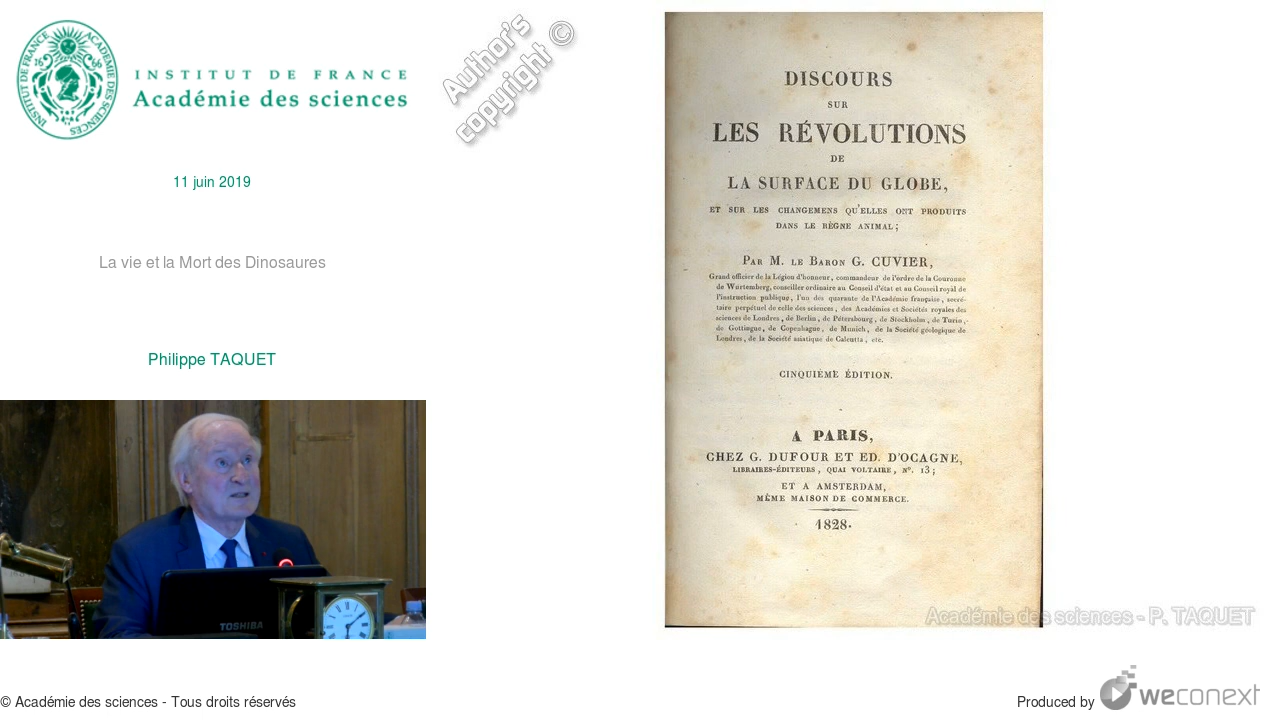 INSTITUT DE FRANCE
Académie des sciences
Author's
copyright ©
11 juin 2019
La vie et la Mort des Dinosaures
Philippe TAQUET
TOSHIBA
DISCOURS
SUR
LES RÉVOLUTIONS
DE
LA SURFACE DU GLOBE,
ET SUR LES CHANGEMENS QU'ELLES ONT PRODUITS
DANS LE RÈGNE ANIMAL;
PAR M. LE BARON G. CUVIER,
Grand officier de la Légion d'honneur, commandeur de l'ordre de la Couronne
de Wurtemberg, conseiller ordinaire au Conseil d'état et au Conseil royal de
l'instruction publique, l'un des quarante de l'Académie française, secré-
taire perpétuel de celle des sciences, des Académies et Sociétés royales des
sciences de Londres, de Berlin, de Pétersbourg, de Stockholm, de Turin,
de Gottingue, de Copenhague, de Munich, de la Société géologique de
Londres, de la Société asiatique de Calcutta, etc.
CINQUIÈME ÉDITION.
A PARIS,
CHEZ G. DUFOUR ET ED. D'OCAGNE,
LIBRAIRES-ÉDITEURS, QUAI VOLTAIRE, N°. 13;
ET A AMSTERDAM,
MÊME MAISON DE COMMERCE.
1828.
Académie des sciences - P. TAQUET
© Académie des sciences - Tous droits réservés
Produced by weconext